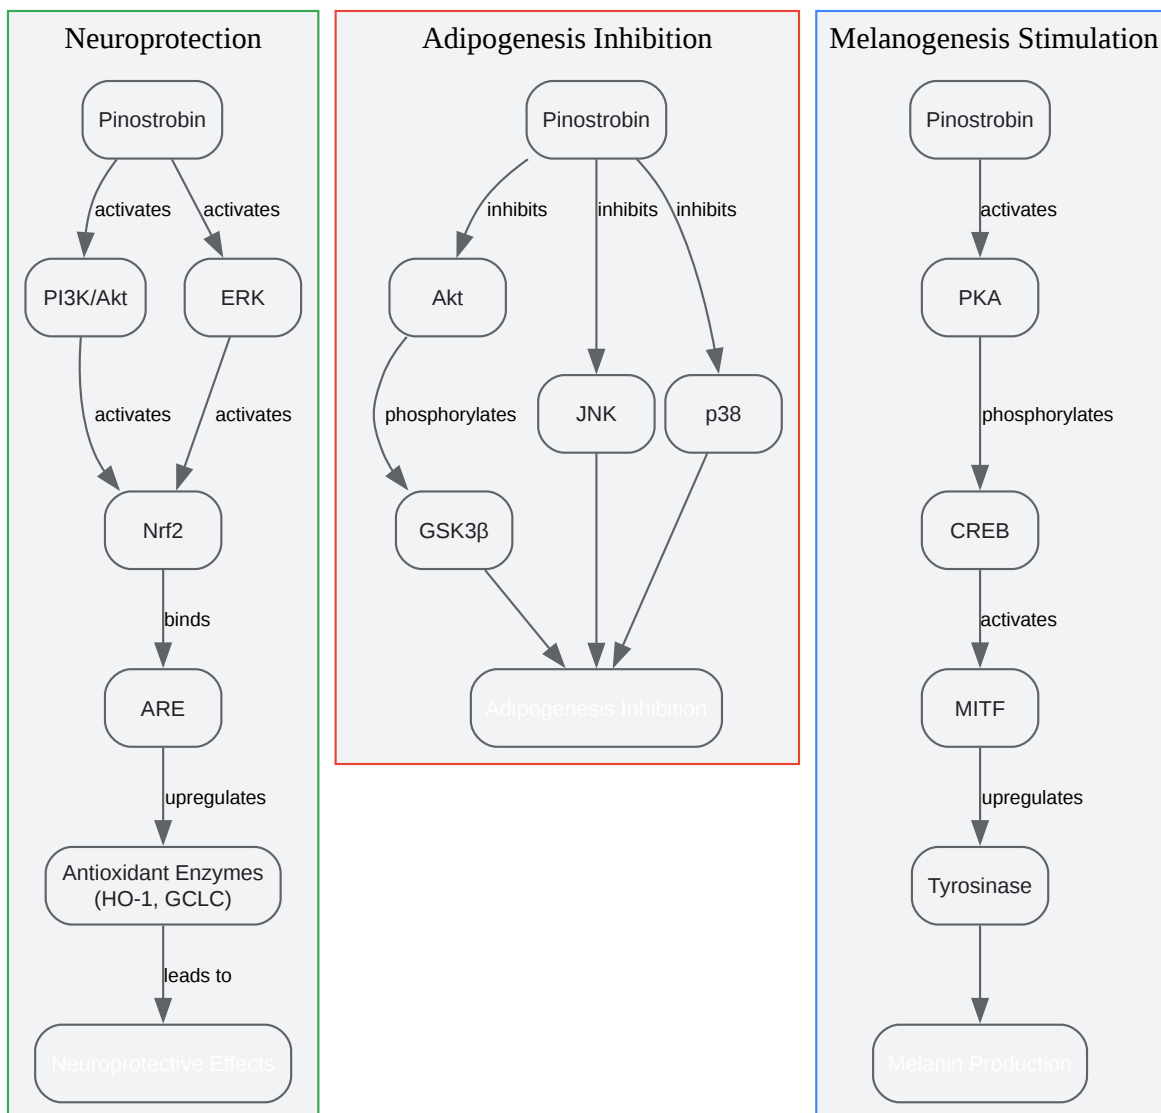 Neuroprotection
Pinostrobin
activates
activates
PI3K/Akt
ERK
activates
activates
Nrf2
binds
ARE
upregulates
Antioxidant Enzymes
(HO-1, GCLC)
leads to
Neuroprotective Effects
Adipogenesis Inhibition
Pinostrobin
inhibits
inhibits
inhibits
Akt
phosphorylates
JNK
p38
GSK3β
Adipogenesis Inhibition
Melanogenesis Stimulation
Pinostrobin
activates
PKA
phosphorylates
CREB
activates
MITF
upregulates
Tyrosinase
Melanin Production